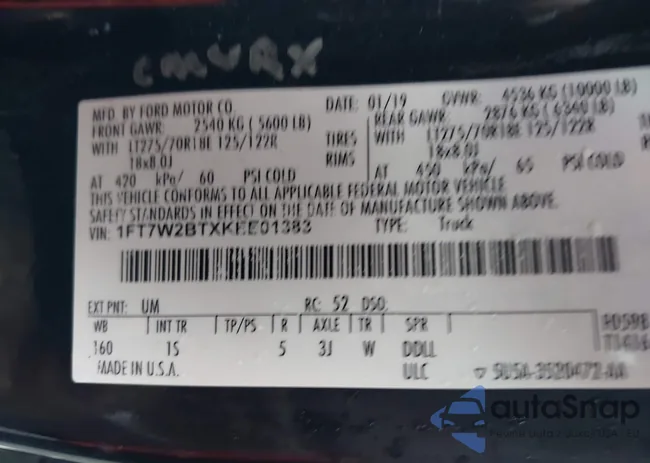 CMVRX
MFD. BY FORD MOTOR CO.
DATE: 01/19 GVWR: 4536 KG (10000 LB)
FRONT GAWR: 2540 KG (5600 LB) REAR GAWR: 2876 KG (6340 LB)
WITH LT275/70R18E 125/122R TIRES WITH LT275/70R18E 125/122R
18x8.0J RIMS 18x8.0J
AT 420 kPa/ 60 PSI COLD AT 450 kPa/ 65 PSI COLD
THIS VEHICLE CONFORMS TO ALL APPLICABLE FEDERAL MOTOR VEHICLE
SAFETY STANDARDS IN EFFECT ON THE DATE OF MANUFACTURE SHOWN ABOVE.
VIN: 1FT7W2BTXKEE01383 TYPE: Truck
EXT PNT: UM RC: 52 DSO:
WB INT TR TP/PS R AXLE TR SPR
160 1S 5 3J W DDLL
MADE IN U.S.A. ULC
autoSnap